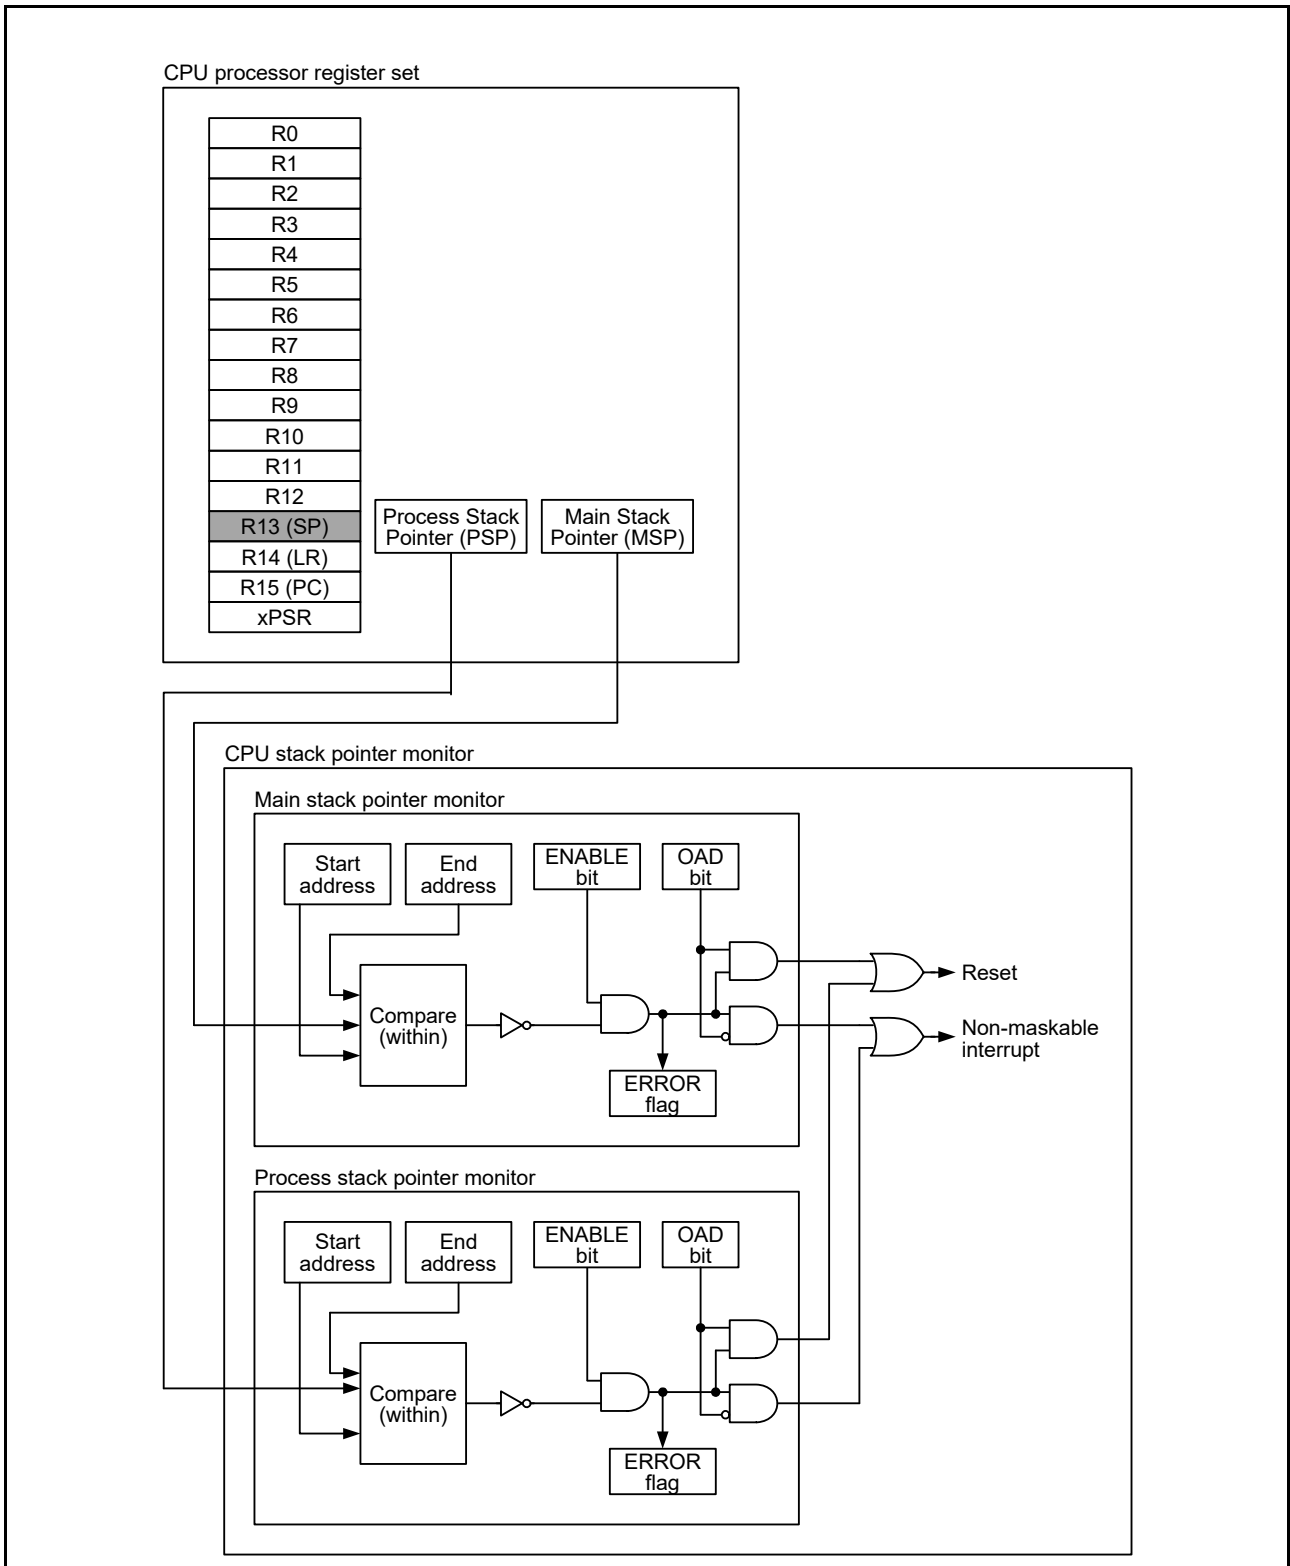 CPU processor register set
R0
R1
R2
R3
R4
R5
R6
R7
R8
R9
R10
R11
R12
R13 (SP)
R14 (LR)
R15 (PC)
xPSR
Process Stack
Pointer (PSP)
Main Stack
Pointer (MSP)
CPU stack pointer monitor
Main stack pointer monitor
Start
address
End
address
ENABLE
bit
OAD
bit
Compare
(within)
ERROR
flag
Reset
Non-maskable
interrupt
Process stack pointer monitor
Start
address
End
address
ENABLE
bit
OAD
bit
Compare
(within)
ERROR
flag